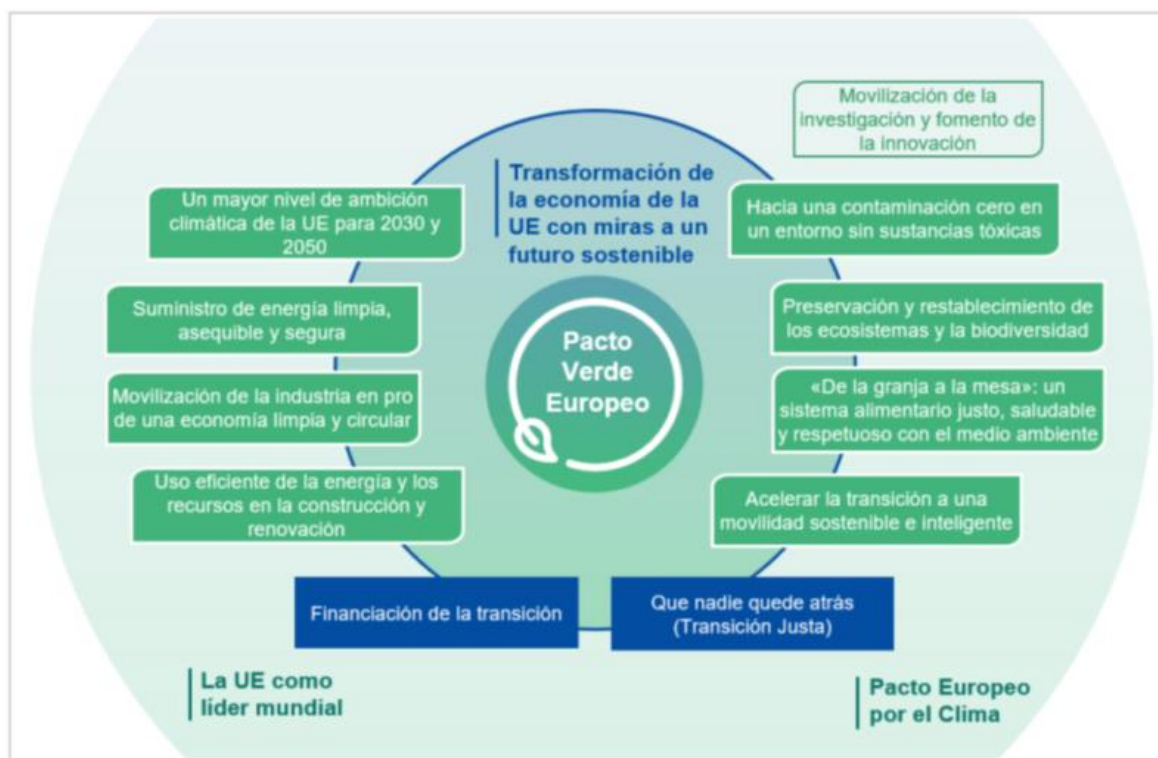 Movilización de la
investigación y fomento de
la innovación
Transformación de
la economía de la
UE con miras a un
futuro sostenible
Un mayor nivel de ambición
climática de la UE para 2030 y
2050
Suministro de energía limpia,
asequible y segura
Movilización de la industria en pro
de una economía limpia y circular
Uso eficiente de la energía y los
recursos en la construcción y
renovación
Pacto
Verde
Europeo
Hacia una contaminación cero en
un entorno sin sustancias tóxicas
Preservación y restablecimiento de
los ecosistemas y la biodiversidad
«De la granja a la mesa»: un
sistema alimentario justo, saludable
y respetuoso con el medio ambiente
Acelerar la transición a una
movilidad sostenible e inteligente
Financiación de la transición
Que nadie quede atrás
(Transición Justa)
La UE como
líder mundial
Pacto Europeo
por el Clima